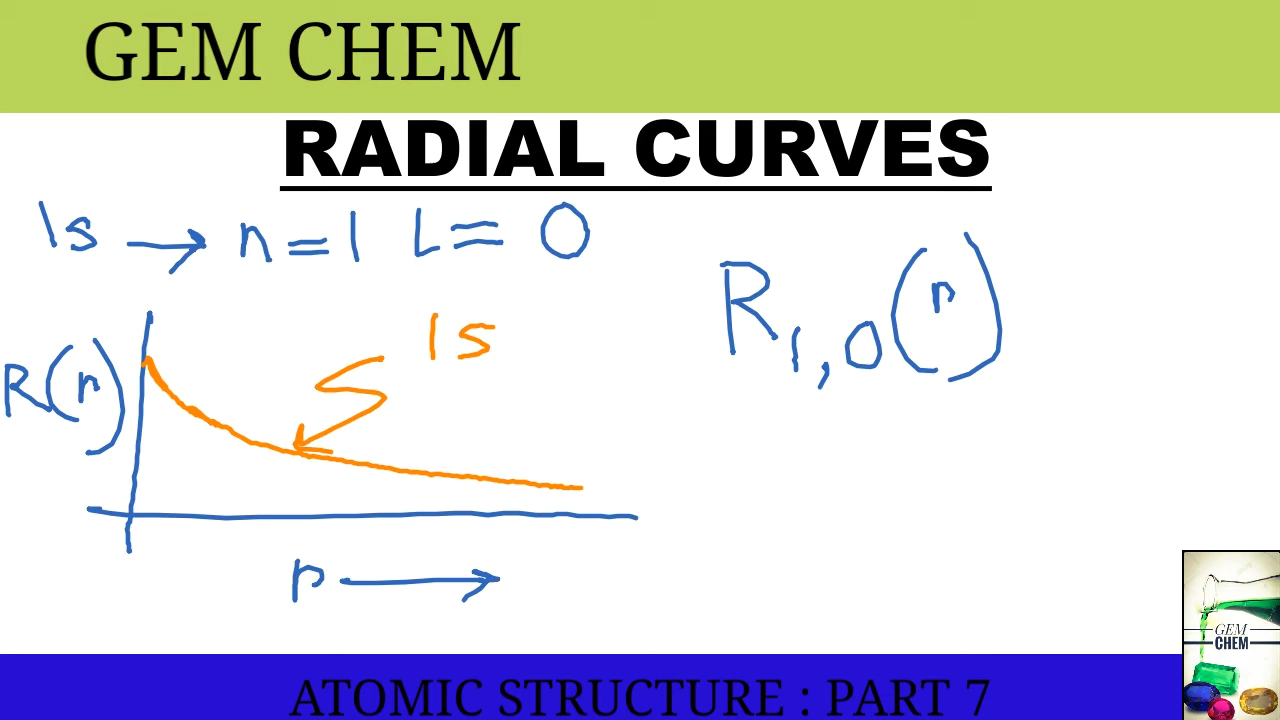 GEM CHEM
RADIAL CURVES
1s → n = 1 L = 0
R1,0(r)
1s
R(r)
r →
GEM
CHEM
ATOMIC STRUCTURE : PART 7